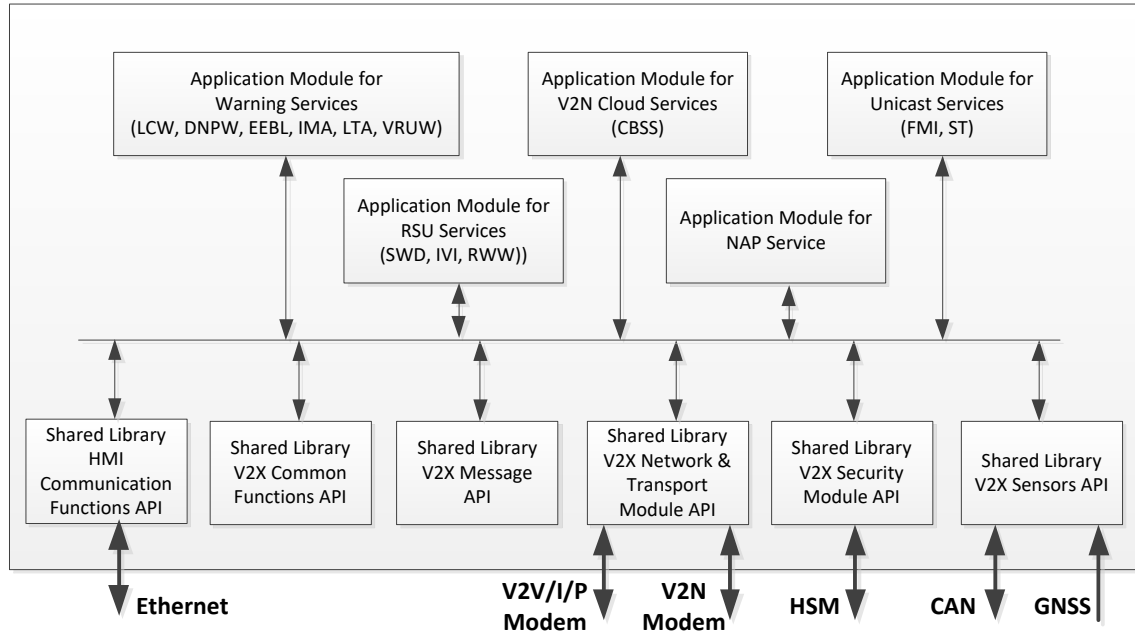 Application Module for
Warning Services
(LCW, DNPW, EEBL, IMA, LTA, VRUW)
Application Module for
V2N Cloud Services
(CBSS)
Application Module for
Unicast Services
(FMI, ST)
Application Module for
RSU Services
(SWD, IVI, RWW))
Application Module for
NAP Service
Shared Library
HMI
Communication
Functions API
Shared Library
V2X Common
Functions API
Shared Library
V2X Message
API
Shared Library
V2X Network &
Transport
Module API
Shared Library
V2X Security
Module API
Shared Library
V2X Sensors API
Ethernet
V2V/I/P
Modem
V2N
Modem
HSM
CAN
GNSS